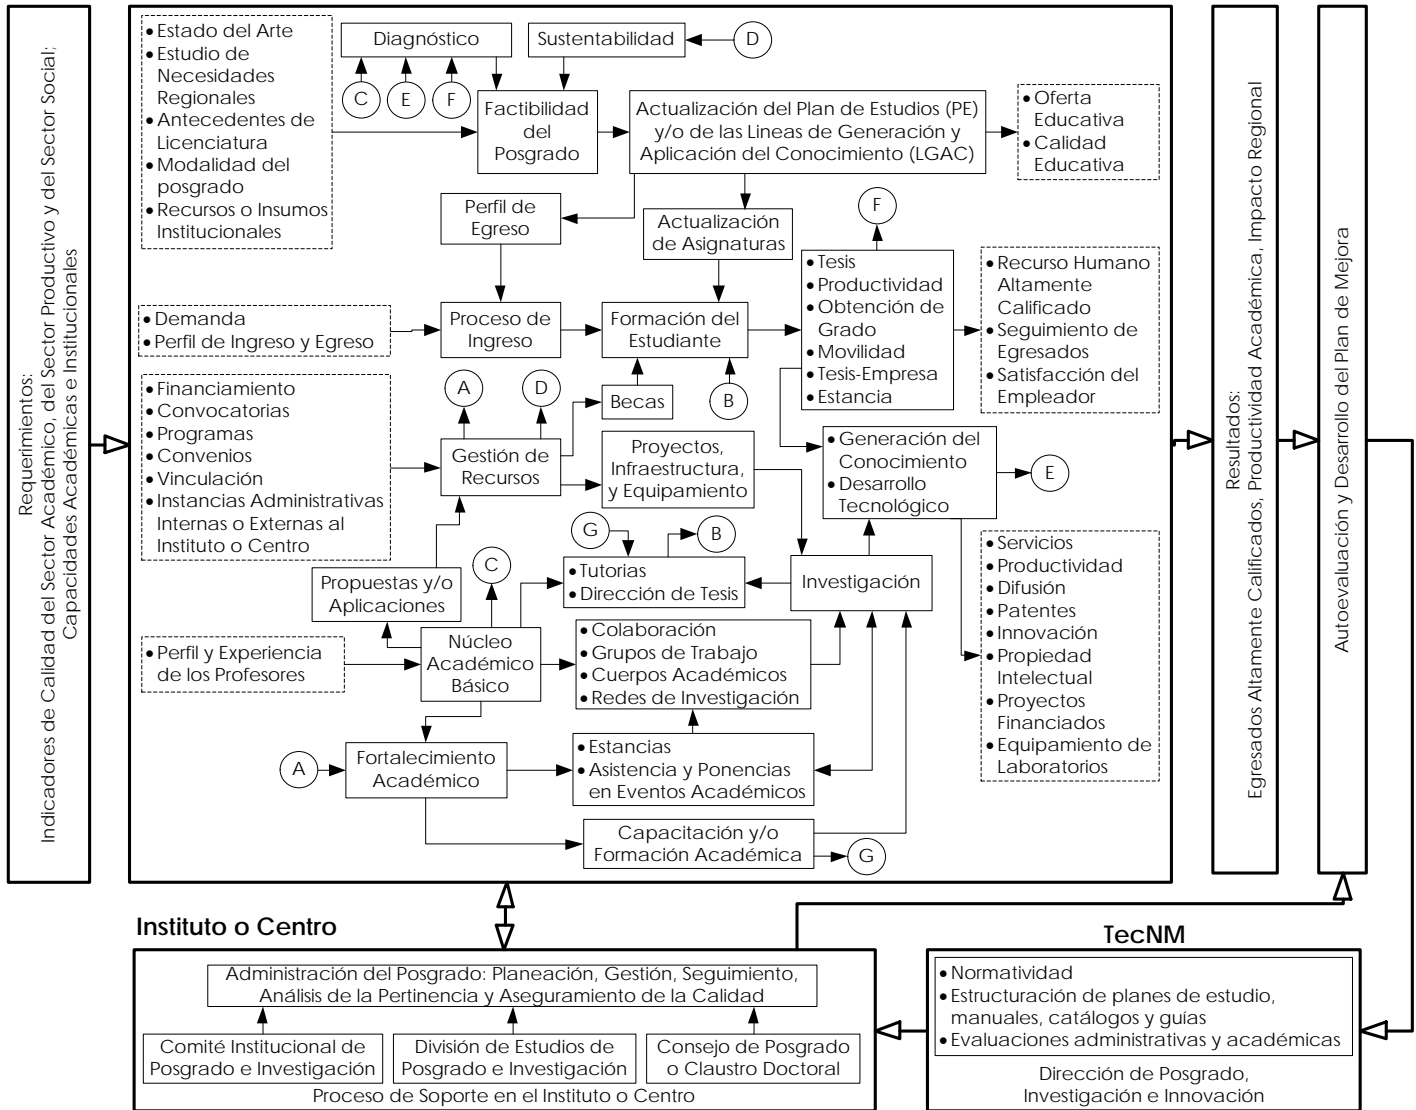 Requerimientos:
Indicadores de Calidad del Sector Académico, del Sector Productivo y del Sector Social;
Capacidades Académicas e Institucionales
• Estado del Arte
• Estudio de
Necesidades
Regionales
• Antecedentes de
Licenciatura
• Modalidad del
posgrado
• Recursos o Insumos
Institucionales
Diagnóstico
C
E
F
Sustentabilidad
D
Factibilidad
del
Posgrado
Actualización del Plan de Estudios (PE)
y/o de las Lineas de Generación y
Aplicación del Conocimiento (LGAC)
• Oferta
Educativa
• Calidad
Educativa
Perfil de
Egreso
Actualización
de Asignaturas
F
• Demanda
• Perfil de Ingreso y Egreso
Proceso de
Ingreso
Formación del
Estudiante
• Tesis
• Productividad
• Obtención de
Grado
• Movilidad
• Tesis-Empresa
• Estancia
• Recurso Humano
Altamente
Calificado
• Seguimiento de
Egresados
• Satisfacción del
Empleador
• Financiamiento
• Convocatorias
• Programas
• Convenios
• Vinculación
• Instancias Administrativas
Internas o Externas al
Instituto o Centro
A
D
Becas
B
Gestión de
Recursos
Proyectos,
Infraestructura,
y Equipamiento
• Generación del
Conocimiento
• Desarrollo
Tecnológico
E
G
B
C
Propuestas y/o
Aplicaciones
• Tutorias
• Dirección de Tesis
Investigación
• Servicios
• Productividad
• Difusión
• Patentes
• Innovación
• Propiedad
Intelectual
• Proyectos
Financiados
• Equipamiento de
Laboratorios
• Perfil y Experiencia
de los Profesores
Núcleo
Académico
Básico
• Colaboración
• Grupos de Trabajo
• Cuerpos Académicos
• Redes de Investigación
A
Fortalecimiento
Académico
• Estancias
• Asistencia y Ponencias
en Eventos Académicos
Capacitación y/o
Formación Académica
G
Resultados:
Egresados Altamente Calificados, Productividad Académica, Impacto Regional
Autoevaluación y Desarrollo del Plan de Mejora
Instituto o Centro
Administración del Posgrado: Planeación, Gestión, Seguimiento,
Análisis de la Pertinencia y Aseguramiento de la Calidad
Comité Institucional de
Posgrado e Investigación
División de Estudios de
Posgrado e Investigación
Consejo de Posgrado
o Claustro Doctoral
Proceso de Soporte en el Instituto o Centro
TecNM
• Normatividad
• Estructuración de planes de estudio,
manuales, catálogos y guías
• Evaluaciones administrativas y académicas
Dirección de Posgrado,
Investigación e Innovación